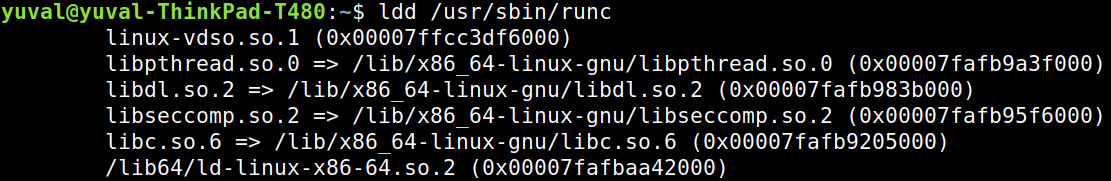 yuval@yuval-ThinkPad-T480:~$ ldd /usr/sbin/runc
linux-vdso.so.1 (0x00007ffcc3df6000)
libpthread.so.0 => /lib/x86_64-linux-gnu/libpthread.so.0 (0x00007fafb9a3f000)
libdl.so.2 => /lib/x86_64-linux-gnu/libdl.so.2 (0x00007fafb983b000)
libseccomp.so.2 => /lib/x86_64-linux-gnu/libseccomp.so.2 (0x00007fafb95f6000)
libc.so.6 => /lib/x86_64-linux-gnu/libc.so.6 (0x00007fafb9205000)
/lib64/ld-linux-x86-64.so.2 (0x00007fafbaa42000)